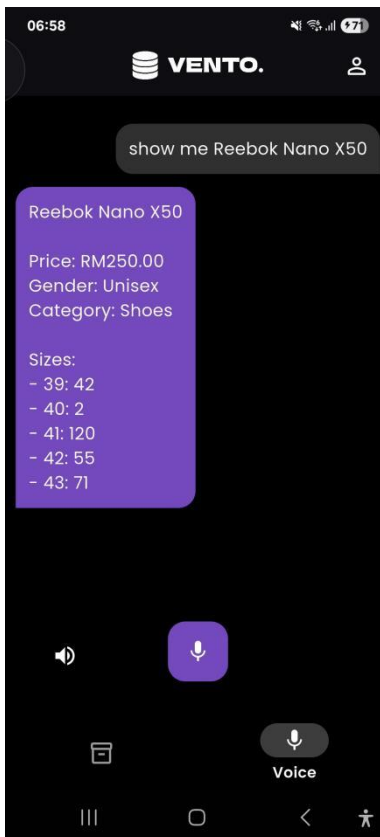 06:58
71
VENTO.
show me Reebok Nano X50
Reebok Nano X50
Price: RM250.00
Gender: Unisex
Category: Shoes
Sizes:
- 39: 42
- 40: 2
- 41: 120
- 42: 55
- 43: 71
Voice